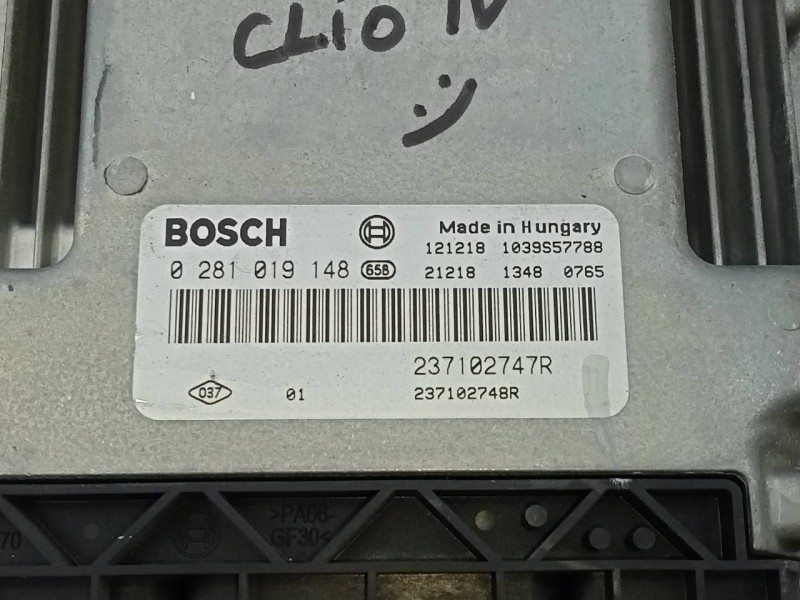 CLIO IV
BOSCH
Made in Hungary
121218 1039S57788
0 281 019 148 658
21218 1348 0765
237102747R
037 01
237102748R
>PA66-
GF30<
70